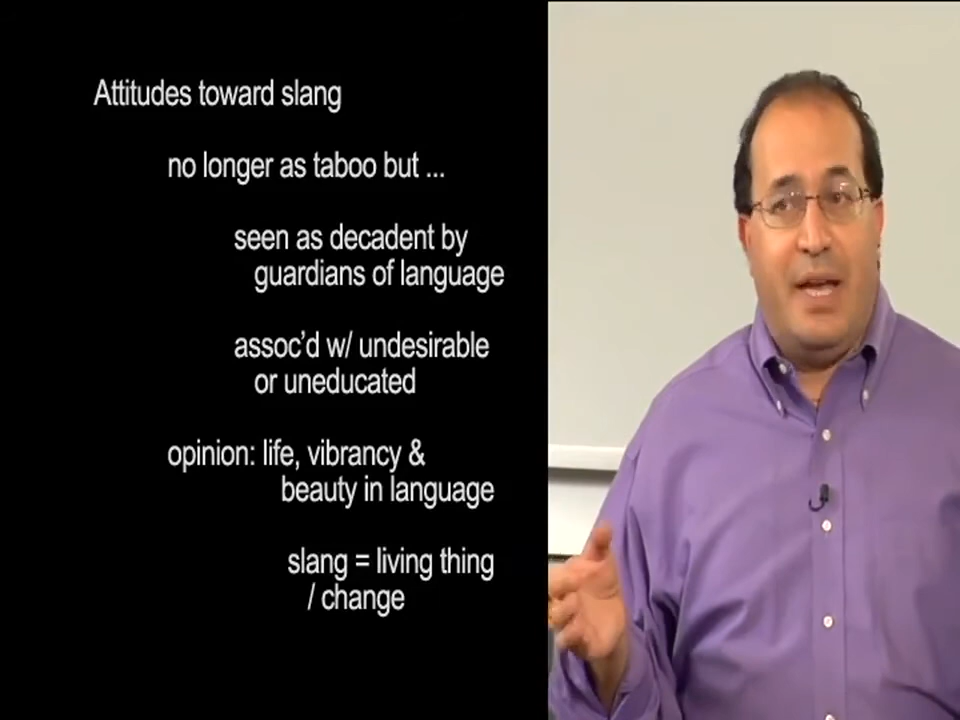 Attitudes toward slang
no longer as taboo but ...
seen as decadent by
guardians of language
assoc'd w/ undesirable
or uneducated
opinion: life, vibrancy &
beauty in language
slang = living thing
/ change